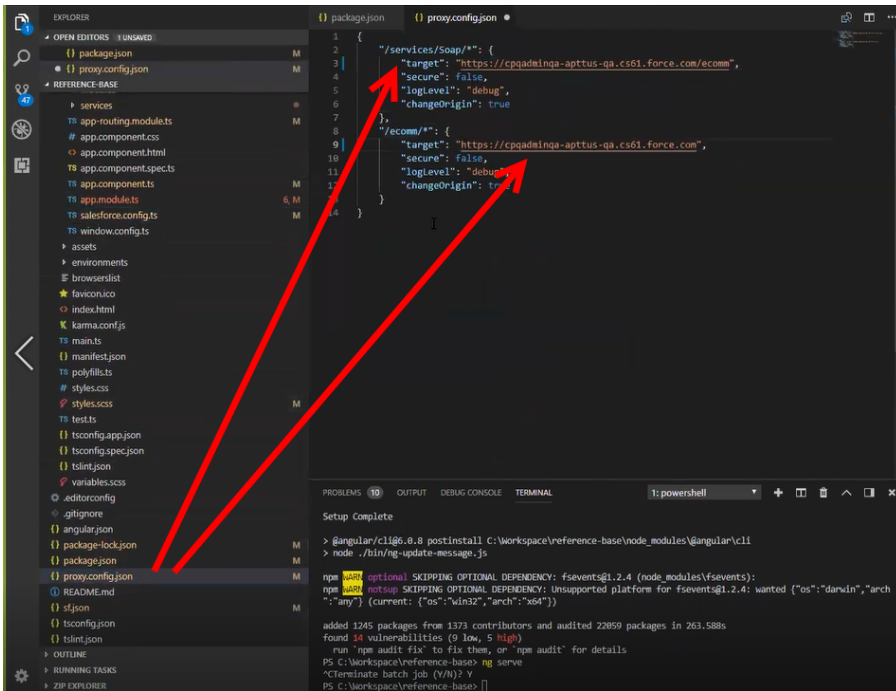 EXPLORER
OPEN EDITORS 1 UNSAVED
{} package.json M
{} proxy.config.json M
REFERENCE-BASE
services
TS app-routing.module.ts M
# app.component.css
<> app.component.html
TS app.component.spec.ts
TS app.component.ts M
TS app.module.ts 6, M
TS salesforce.config.ts M
TS window.config.ts
assets
environments
browserslist
favicon.ico
<> index.html
karma.conf.js
TS main.ts
{} manifest.json
TS polyfills.ts
# styles.css
styles.scss M
TS test.ts
{} tsconfig.app.json
{} tsconfig.spec.json
{} tslint.json
variables.scss
.editorconfig
.gitignore
{} angular.json
{} package-lock.json M
{} package.json M
{} proxy.config.json M
README.md
{} sf.json M
{} tsconfig.json
{} tslint.json
OUTLINE
RUNNING TASKS
ZIP EXPLORER
1
47
{} package.json {} proxy.config.json
1 {
2 "/services/Soap/*": {
3 "target": "https://cpqadminqa-apttus-qa.cs61.force.com/ecomm",
4 "secure": false,
5 "logLevel": "debug",
6 "changeOrigin": true
7 },
8 "/ecomm/*": {
9 "target": "https://cpqadminqa-apttus-qa.cs61.force.com",
10 "secure": false,
11 "logLevel": "debug",
12 "changeOrigin": true
13 }
14 }
PROBLEMS 10 OUTPUT DEBUG CONSOLE TERMINAL 1: powershell
Setup Complete
> @angular/cli@6.0.8 postinstall C:\Workspace\reference-base\node_modules\@angular\cli
> node ./bin/ng-update-message.js
npm WARN optional SKIPPING OPTIONAL DEPENDENCY: fsevents@1.2.4 (node_modules\fsevents):
npm WARN notsup SKIPPING OPTIONAL DEPENDENCY: Unsupported platform for fsevents@1.2.4: wanted {"os":"darwin","arch
":"any"} (current: {"os":"win32","arch":"x64"})
added 1245 packages from 1373 contributors and audited 22059 packages in 263.588s
found 14 vulnerabilities (9 low, 5 high)
run `npm audit fix` to fix them, or `npm audit` for details
PS C:\Workspace\reference-base> ng serve
^CTerminate batch job (Y/N)? Y
PS C:\Workspace\reference-base>